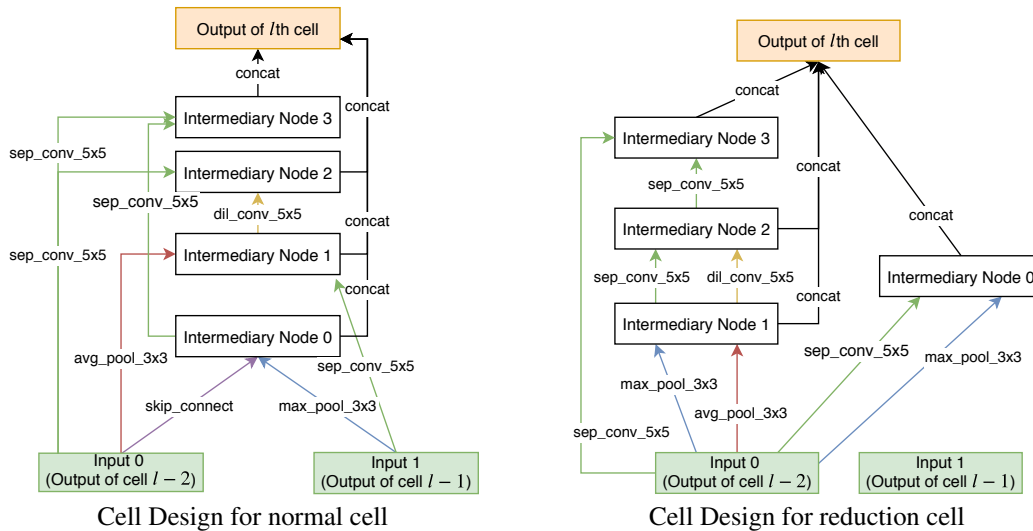 Output of lth cell
concat
concat
Intermediary Node 3
sep_conv_5x5
Intermediary Node 2
sep_conv_5x5
dil_conv_5x5
concat
sep_conv_5x5
Intermediary Node 1
concat
Intermediary Node 0
avg_pool_3x3
sep_conv_5x5
skip_connect
max_pool_3x3
Input 0
(Output of cell l − 2)
Input 1
(Output of cell l − 1)
Cell Design for normal cell
Output of lth cell
concat
Intermediary Node 3
concat
sep_conv_5x5
Intermediary Node 2
concat
sep_conv_5x5
dil_conv_5x5
Intermediary Node 0
concat
Intermediary Node 1
sep_conv_5x5
max_pool_3x3
max_pool_3x3
avg_pool_3x3
sep_conv_5x5
Input 0
(Output of cell l − 2)
Input 1
(Output of cell l − 1)
Cell Design for reduction cell